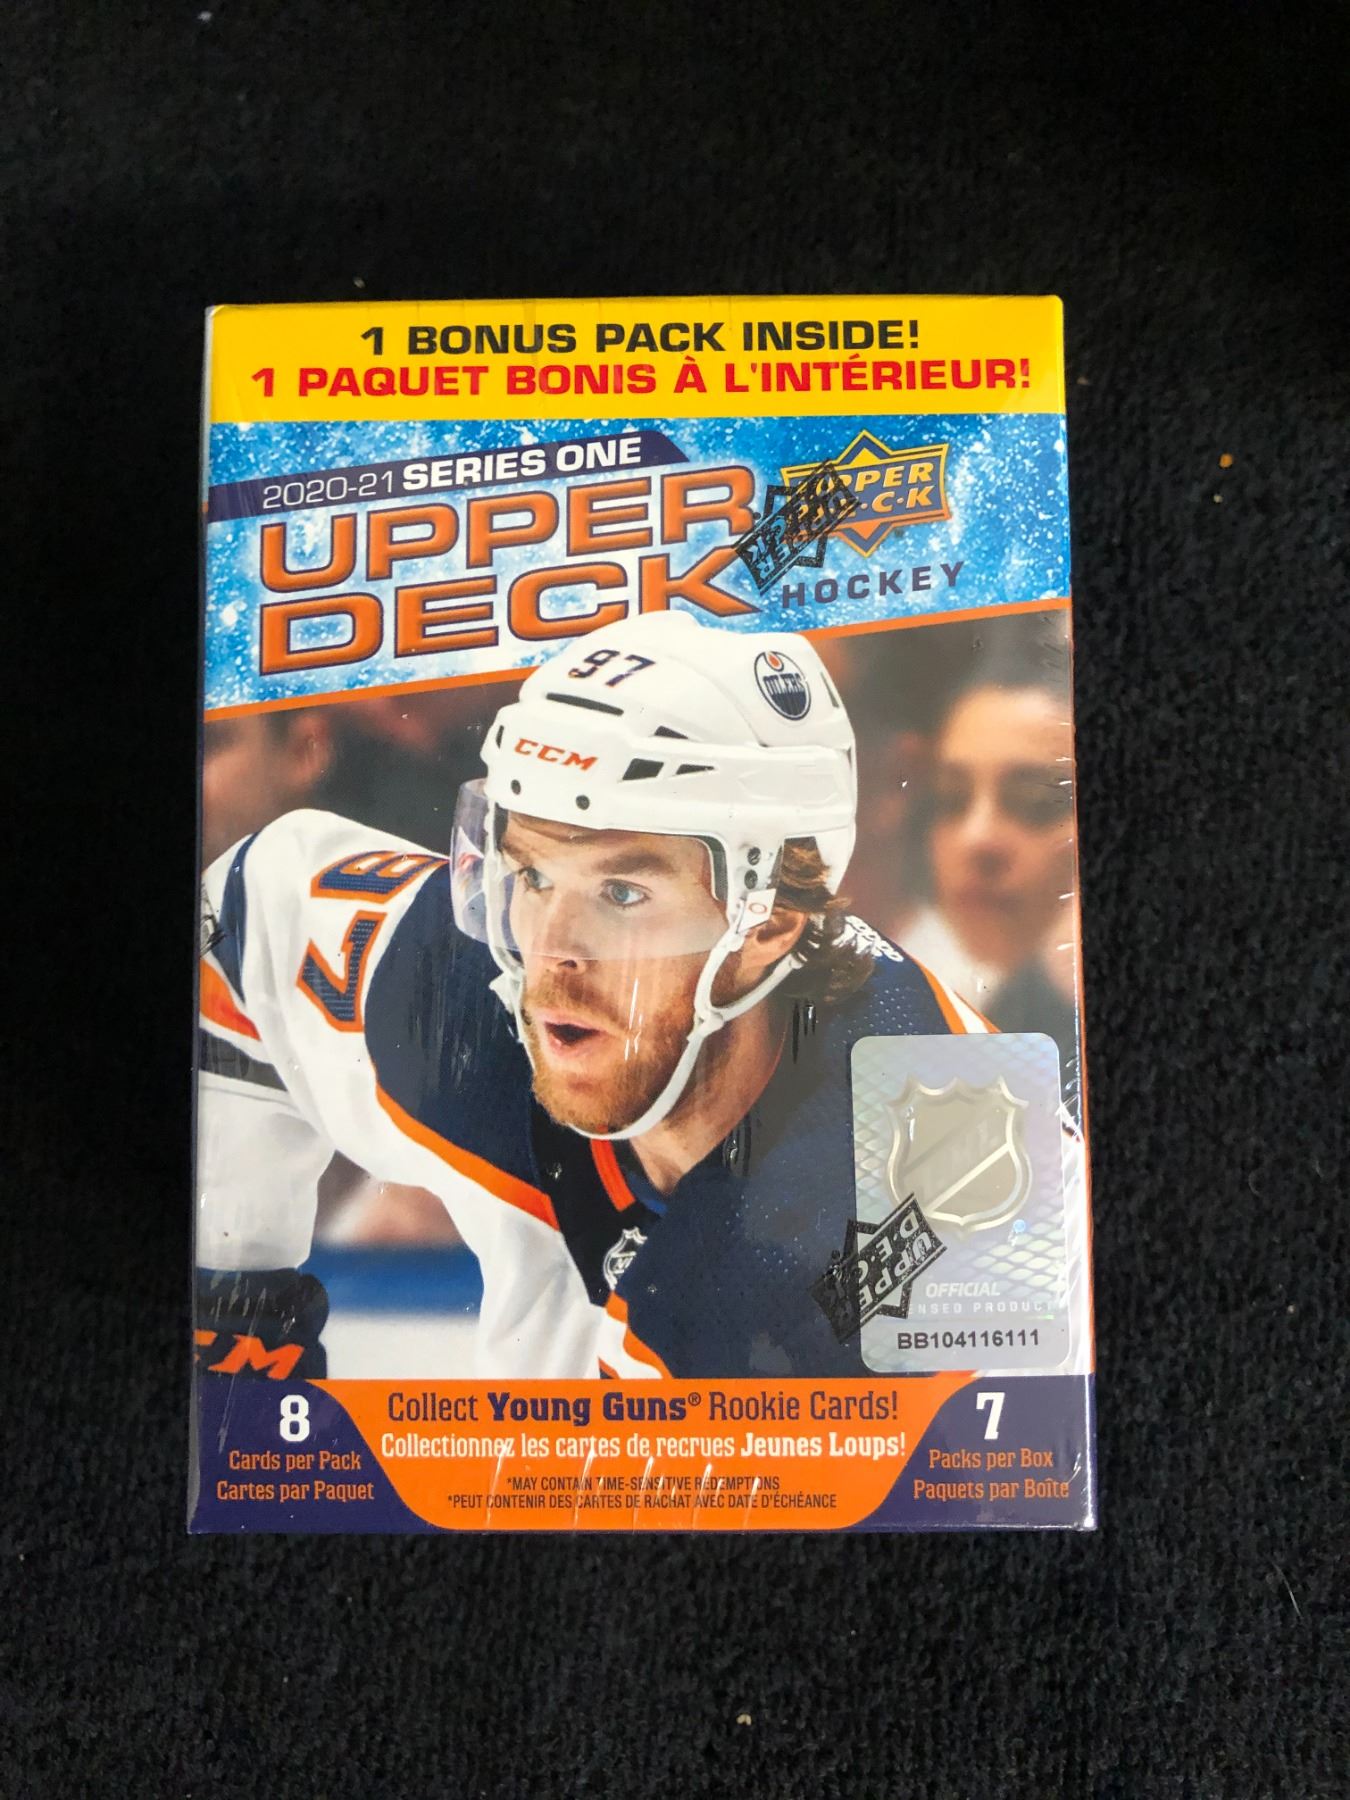 1 BONUS PACK INSIDE!
1 PAQUET BONIS À L'INTÉRIEUR!
2020-21 SERIES ONE
UPPER
DECK
UPPER
HOCKEY
97
OILERS
CCM
97
UPPER
OFFICIAL
PRODUCT
BB104116111
8
Cards per Pack
Cartes par Paquet
Collect Young Guns® Rookie Cards!
Collectionnez les cartes de recrues Jeunes Loups!
*MAY CONTAIN TIME-SENSITIVE REDEMPTIONS
*PEUT CONTENIR DES CARTES DE RACHAT AVEC DATE D'ÉCHÉANCE
7
Packs per Box
Paquets par Boîte